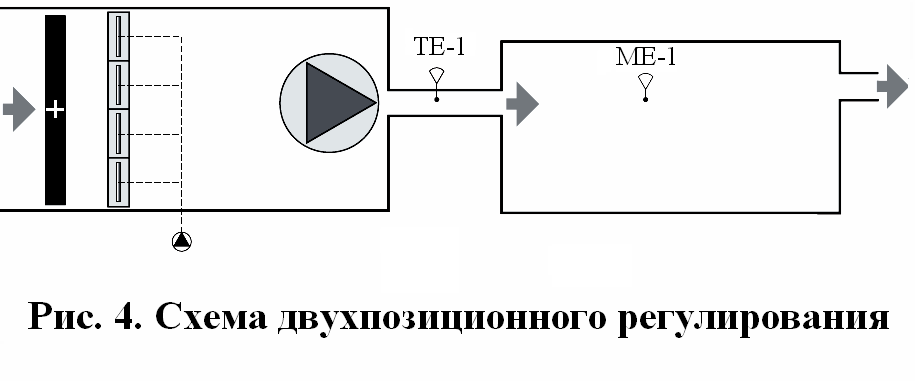 TE-1
ME-1
Рис. 4. Схема двухпозиционного регулирования